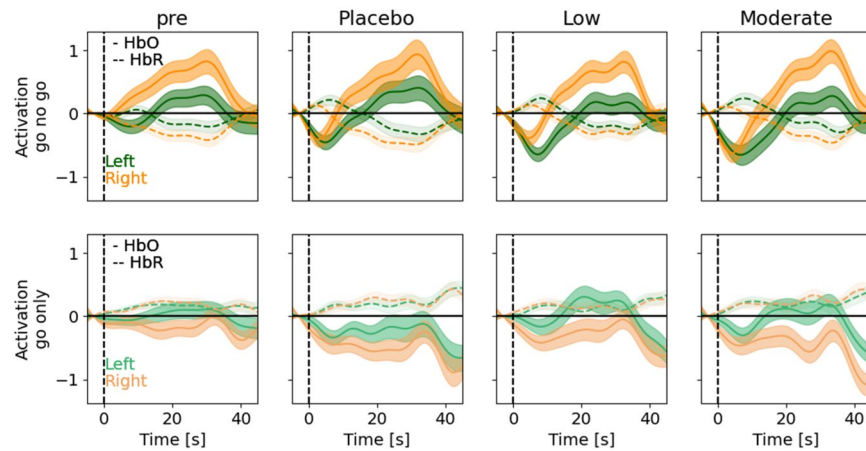 pre Placebo Low Moderate
Activation
go no go
1
0
−1
- HbO
-- HbR
Left
Right
Activation
go only
1
0
−1
- HbO
-- HbR
Left
Right
0 20 40 0 20 40 0 20 40 0 20 40
Time [s] Time [s] Time [s] Time [s]